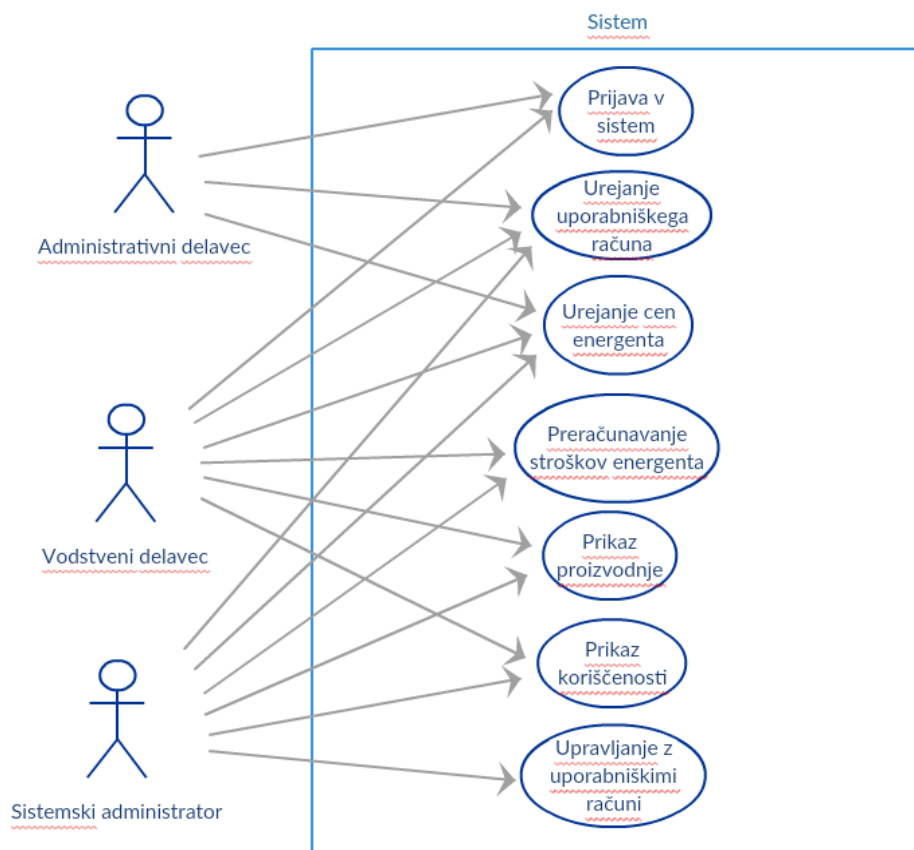 Sistem
Prijava v
sistem
Administrativni delavec
Urejanje
uporabniškega
računa
Urejanje cen
energenta
Vodstveni delavec
Preračunavanje
stroškov energenta
Prikaz
proizvodnje
Sistemski administrator
Prikaz
koriščenosti
Upravljanje z
uporabniškimi
računi